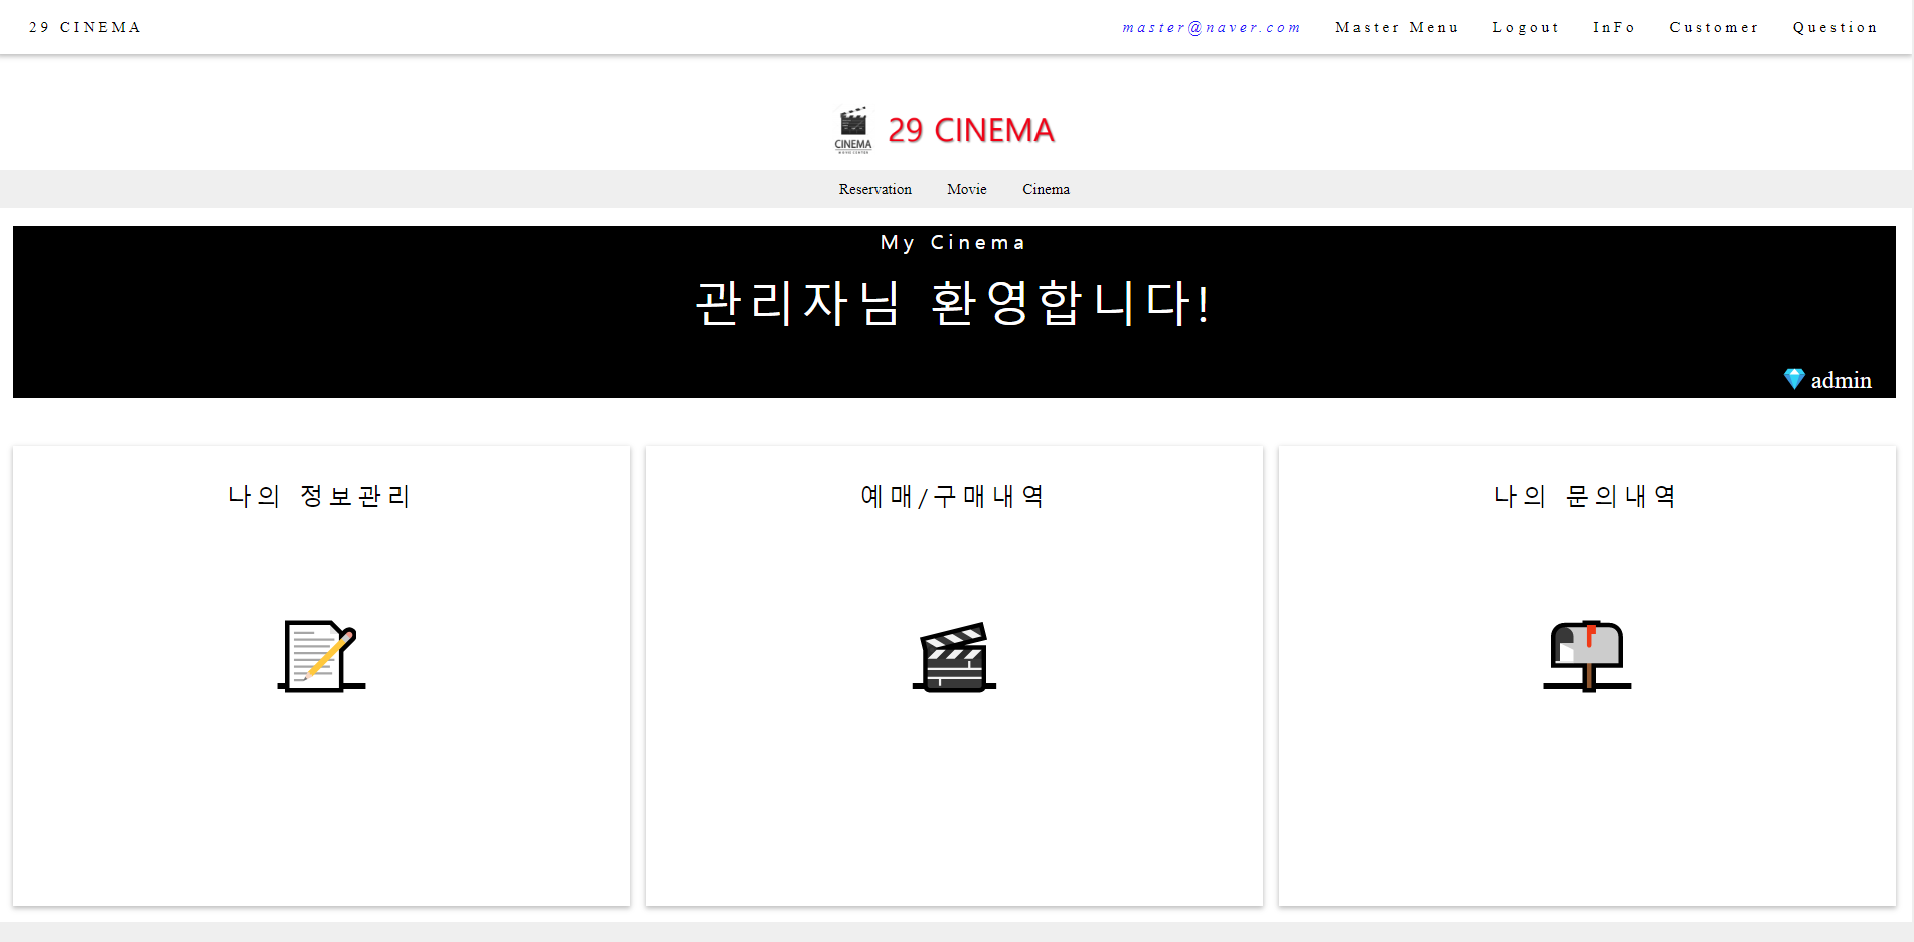 29 CINEMA
master@naver.com Master Menu Logout InFo Customer Question
CINEMA
29 CINEMA
Reservation Movie Cinema
My Cinema
관리자님 환영합니다!
admin
나의 정보관리
예매/구매내역
나의 문의내역